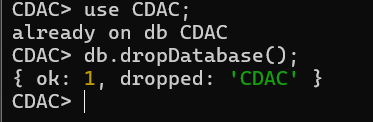 CDAC> use CDAC;
already on db CDAC
CDAC> db.dropDatabase();
{ ok: 1, dropped: 'CDAC' }
CDAC>